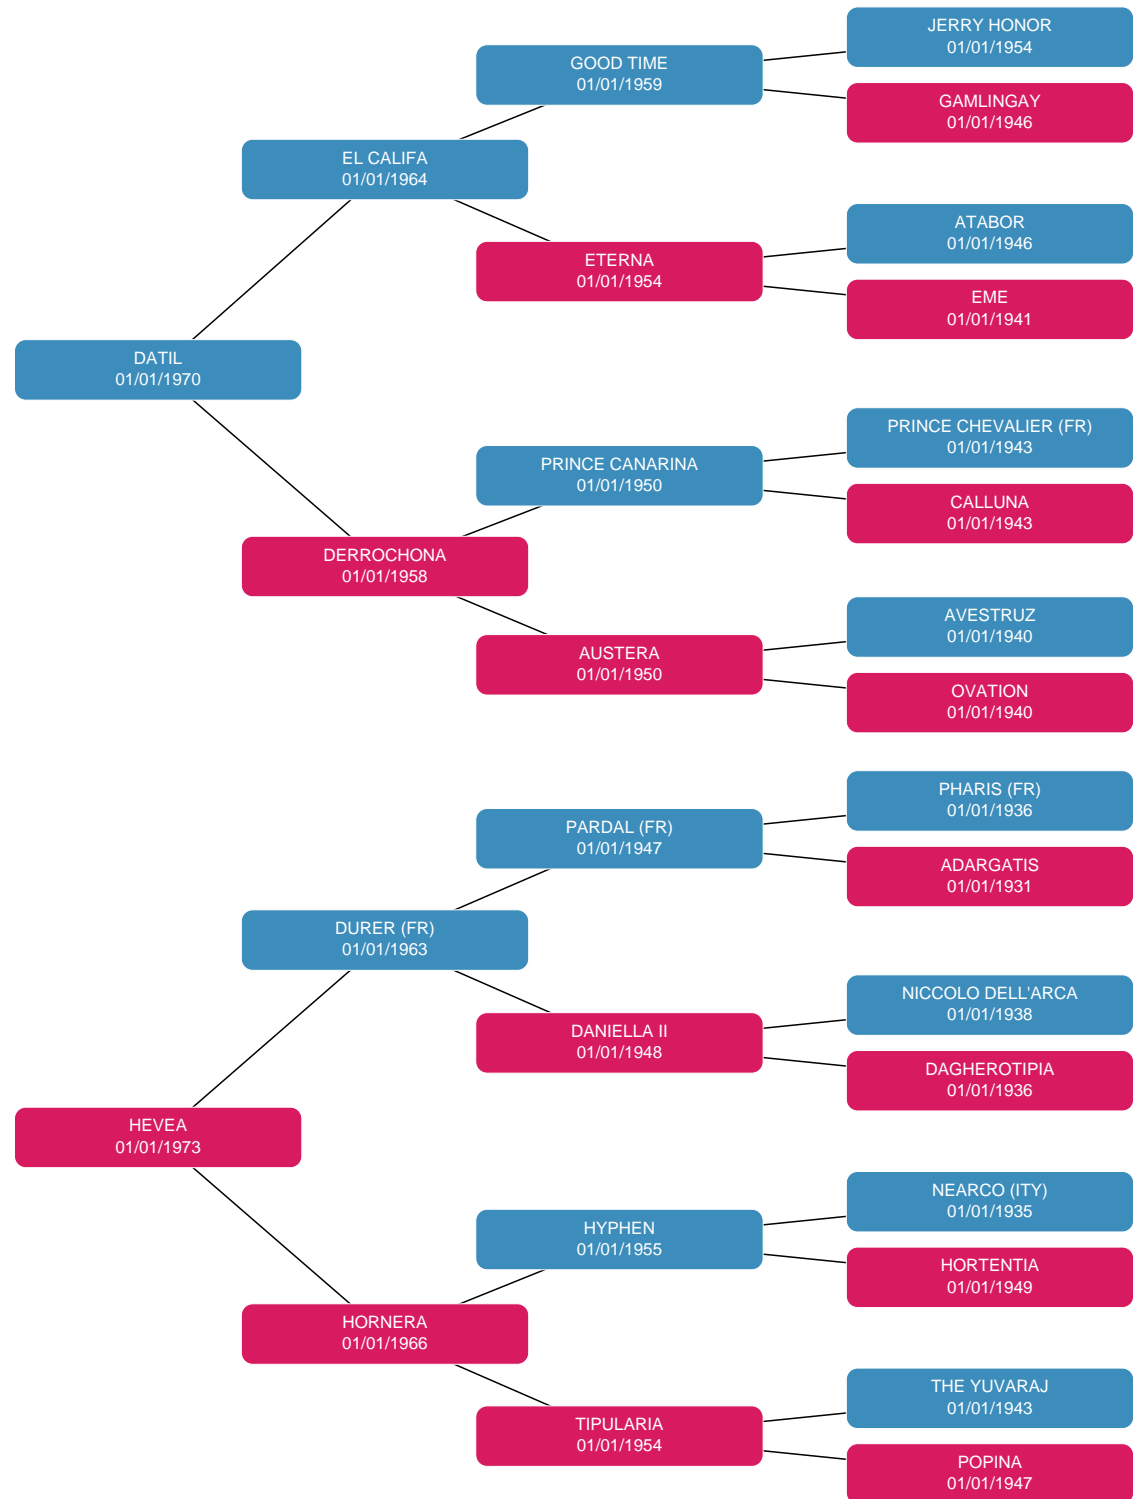 JERRY HONOR
01/01/1954
GOOD TIME
01/01/1959
GAMLINGAY
01/01/1946
EL CALIFA
01/01/1964
ATABOR
01/01/1946
ETERNA
01/01/1954
EME
01/01/1941
DATIL
01/01/1970
PRINCE CHEVALIER (FR)
01/01/1943
PRINCE CANARINA
01/01/1950
CALLUNA
01/01/1943
DERROCHONA
01/01/1958
AVESTRUZ
01/01/1940
AUSTERA
01/01/1950
OVATION
01/01/1940
PHARIS (FR)
01/01/1936
PARDAL (FR)
01/01/1947
ADARGATIS
01/01/1931
DURER (FR)
01/01/1963
NICCOLO DELL'ARCA
01/01/1938
DANIELLA II
01/01/1948
DAGHEROTIPIA
01/01/1936
HEVEA
01/01/1973
NEARCO (ITY)
01/01/1935
HYPHEN
01/01/1955
HORTENTIA
01/01/1949
HORNERA
01/01/1966
THE YUVARAJ
01/01/1943
TIPULARIA
01/01/1954
POPINA
01/01/1947